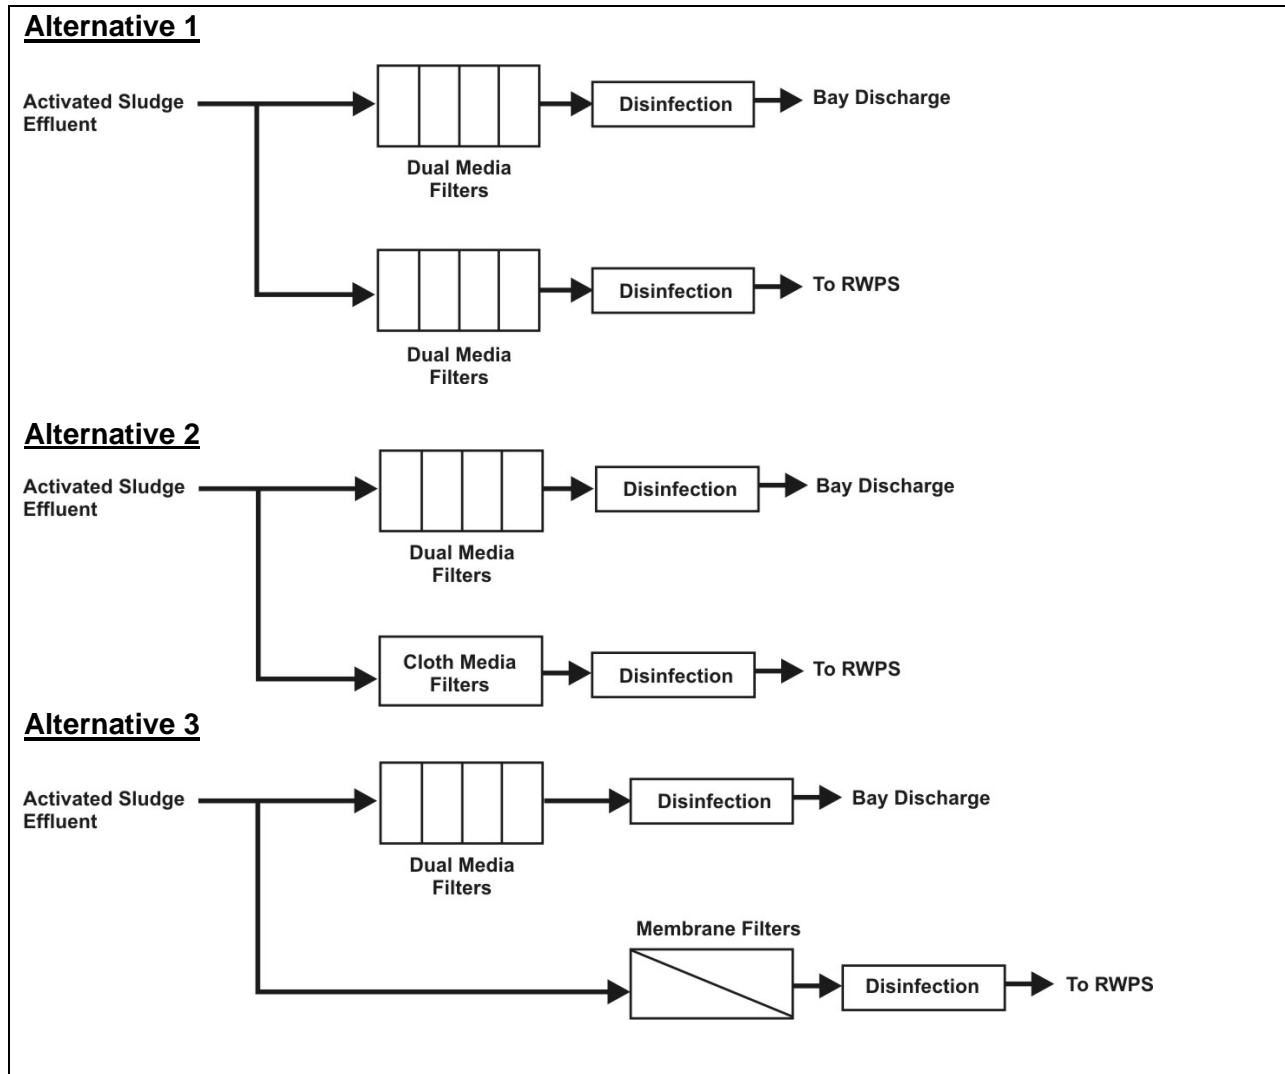 Alternative 1
Activated Sludge
Effluent
Dual Media
Filters
Disinfection
Bay Discharge
Dual Media
Filters
Disinfection
To RWPS
Alternative 2
Activated Sludge
Effluent
Dual Media
Filters
Disinfection
Bay Discharge
Cloth Media
Filters
Disinfection
To RWPS
Alternative 3
Activated Sludge
Effluent
Dual Media
Filters
Disinfection
Bay Discharge
Membrane Filters
Disinfection
To RWPS